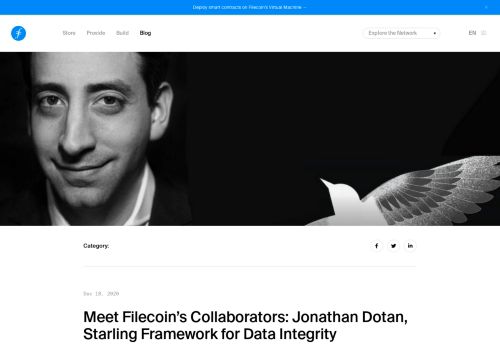 Deploy smart contracts on Filecoin's Virtual Machine →
Store Provide Build Blog
Explore the Network
EN
Category:
Dec 18, 2020
Meet Filecoin's Collaborators: Jonathan Dotan,
Starling Framework for Data Integrity